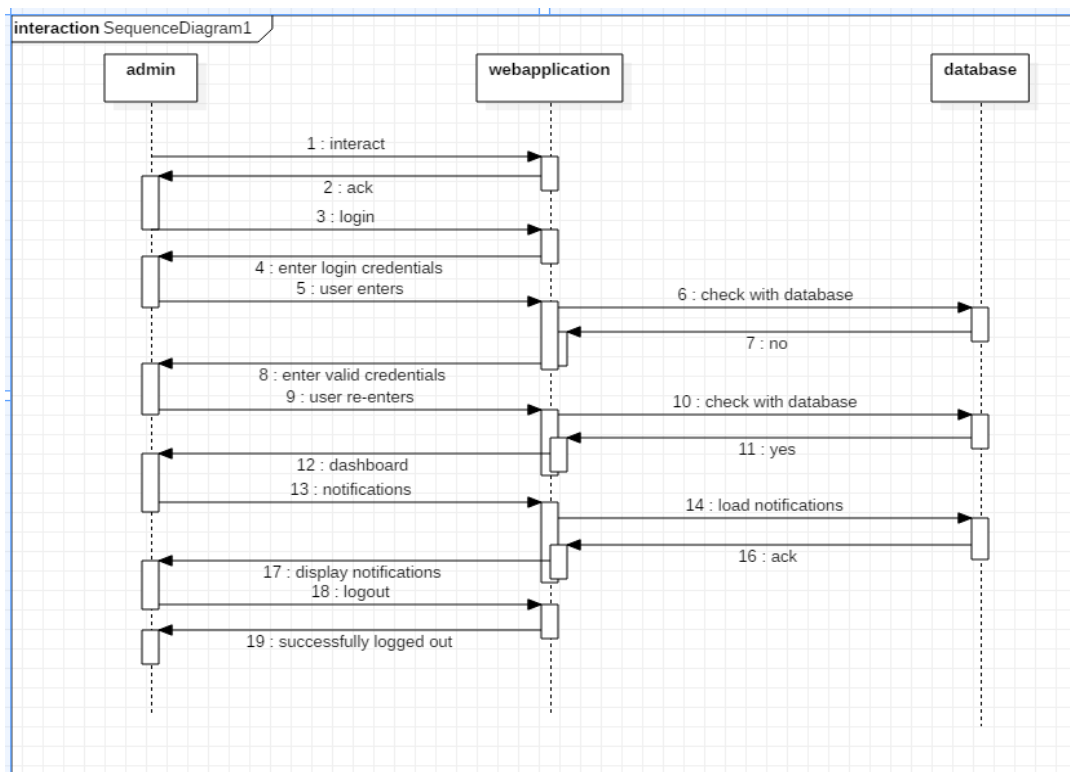 interaction SequenceDiagram1
admin
webapplication
database
1 : interact
2 : ack
3 : login
4 : enter login credentials
5 : user enters
6 : check with database
7 : no
8 : enter valid credentials
9 : user re-enters
10 : check with database
11 : yes
12 : dashboard
13 : notifications
14 : load notifications
16 : ack
17 : display notifications
18 : logout
19 : successfully logged out